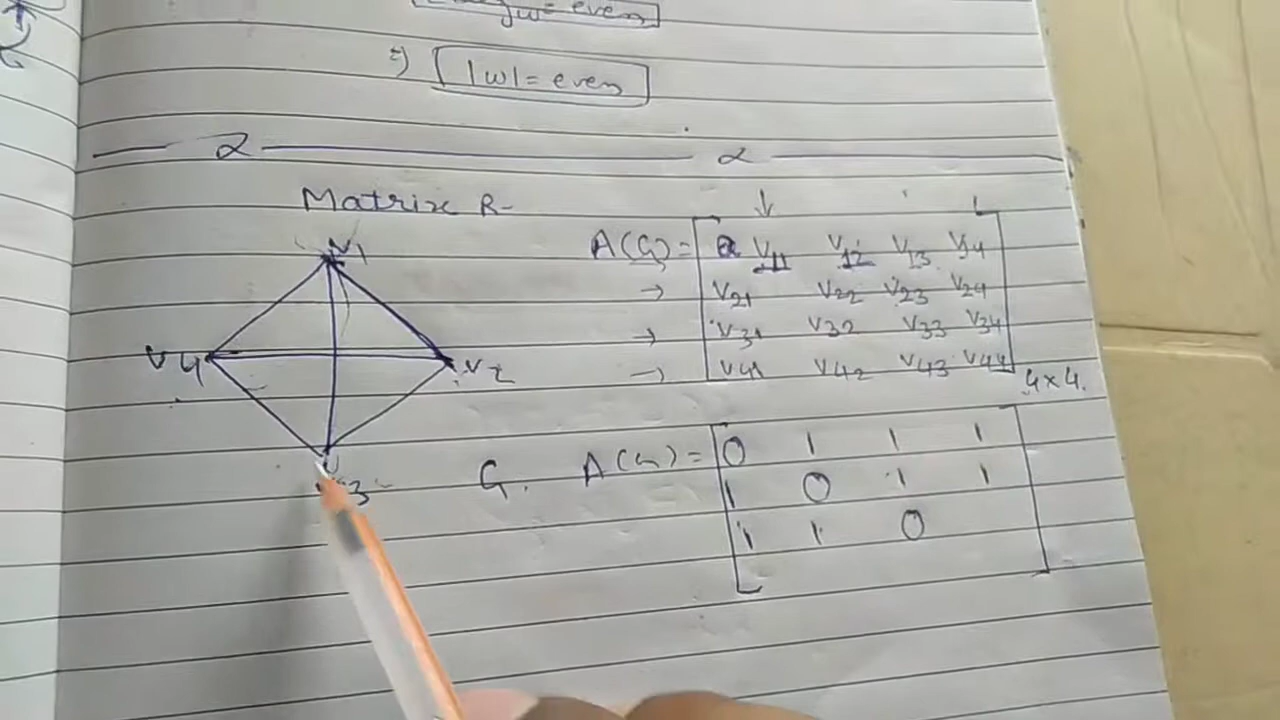 w = even
⇒ |w| = even
α α
Matrix R-
V1
V4
V2
V3
G.
A(G) =
V11 V12 V13 V14
V21 V22 V23 V24
V31 V32 V33 V34
V41 V42 V43 V44
4×4.
A(G) =
0 1 1 1
1 0 1 1
1 1 0